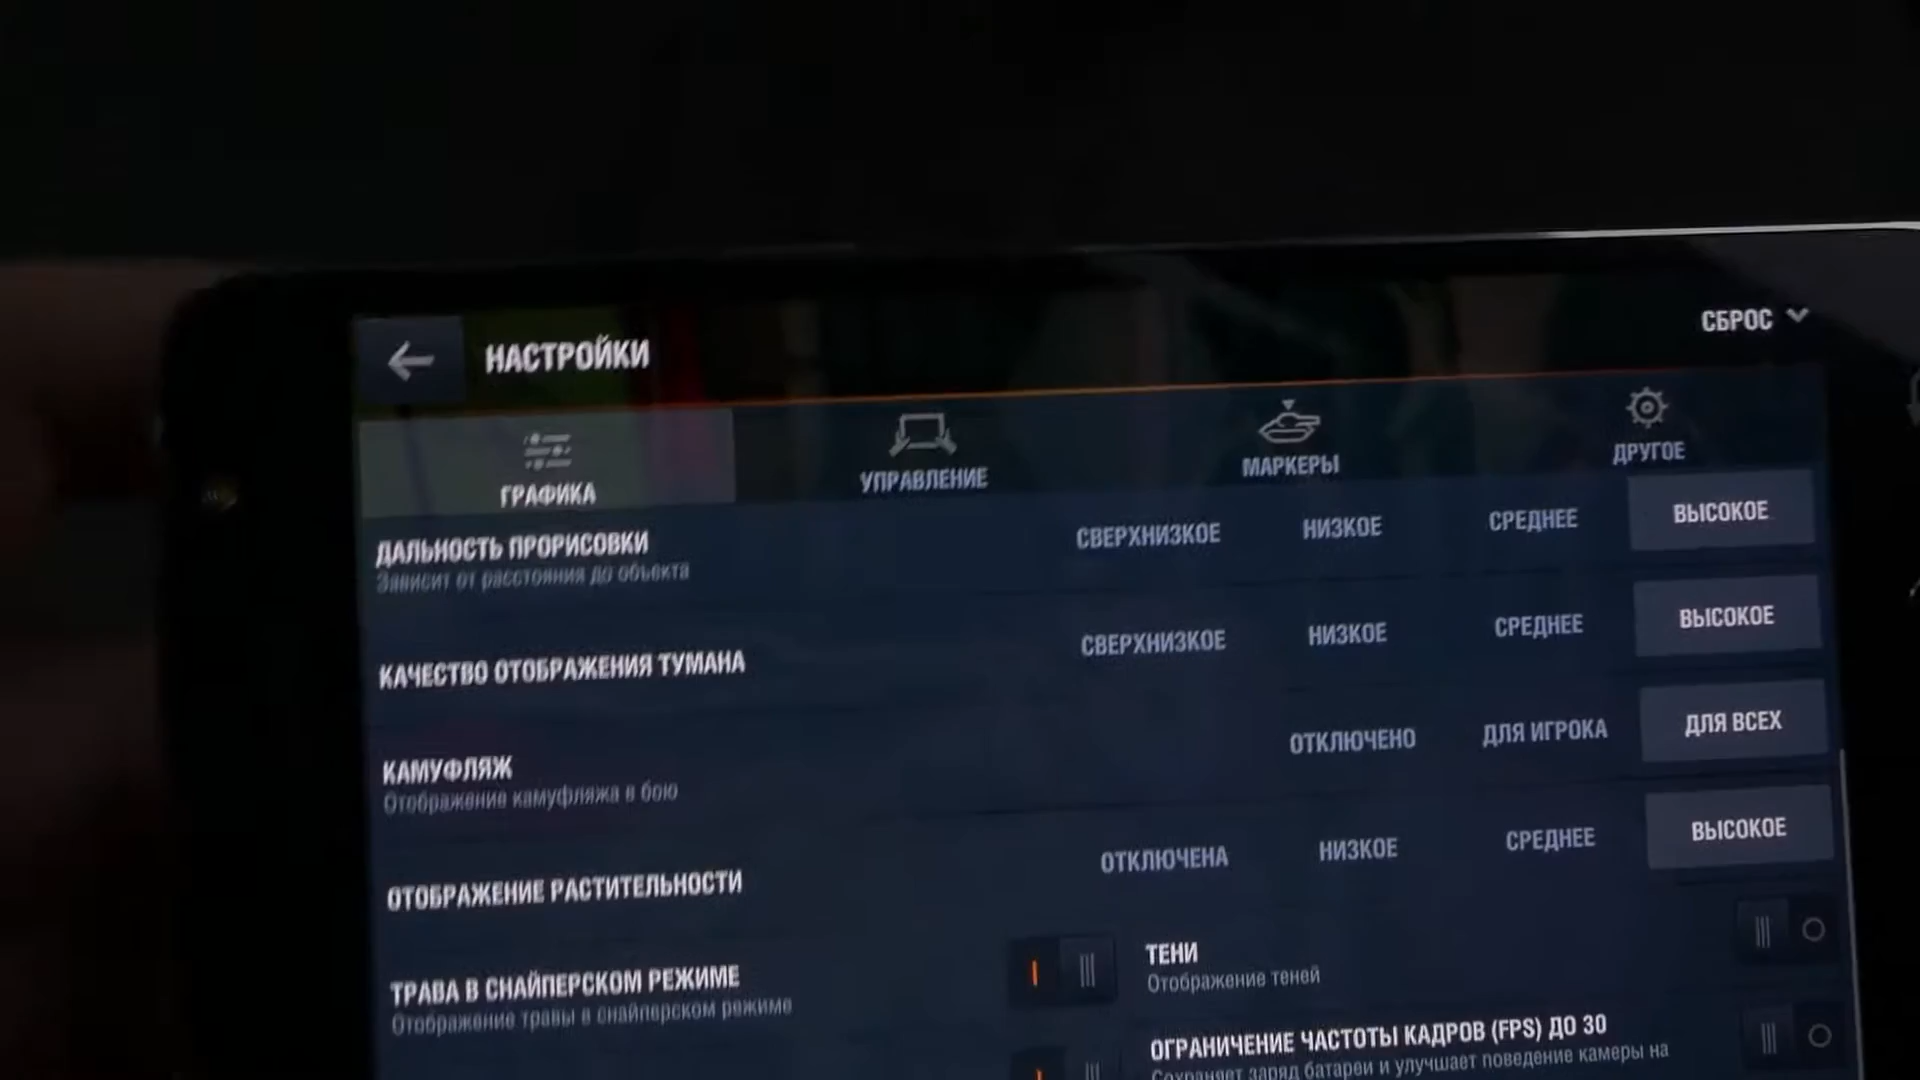 НАСТРОЙКИ
СБРОС
ГРАФИКА
УПРАВЛЕНИЕ
МАРКЕРЫ
ДРУГОЕ
ДАЛЬНОСТЬ ПРОРИСОВКИ
Зависит от расстояния до объекта
СВЕРХНИЗКОЕ НИЗКОЕ СРЕДНЕЕ ВЫСОКОЕ
КАЧЕСТВО ОТОБРАЖЕНИЯ ТУМАНА
СВЕРХНИЗКОЕ НИЗКОЕ СРЕДНЕЕ ВЫСОКОЕ
КАМУФЛЯЖ
Отображение камуфляжа в бою
ОТКЛЮЧЕНО ДЛЯ ИГРОКА ДЛЯ ВСЕХ
ОТОБРАЖЕНИЕ РАСТИТЕЛЬНОСТИ
ОТКЛЮЧЕНА НИЗКОЕ СРЕДНЕЕ ВЫСОКОЕ
ТРАВА В СНАЙПЕРСКОМ РЕЖИМЕ
Отображение травы в снайперском режиме
ТЕНИ
Отображение теней
ОГРАНИЧЕНИЕ ЧАСТОТЫ КАДРОВ (FPS) ДО 30
Сохраняет заряд батареи и улучшает поведение камеры на